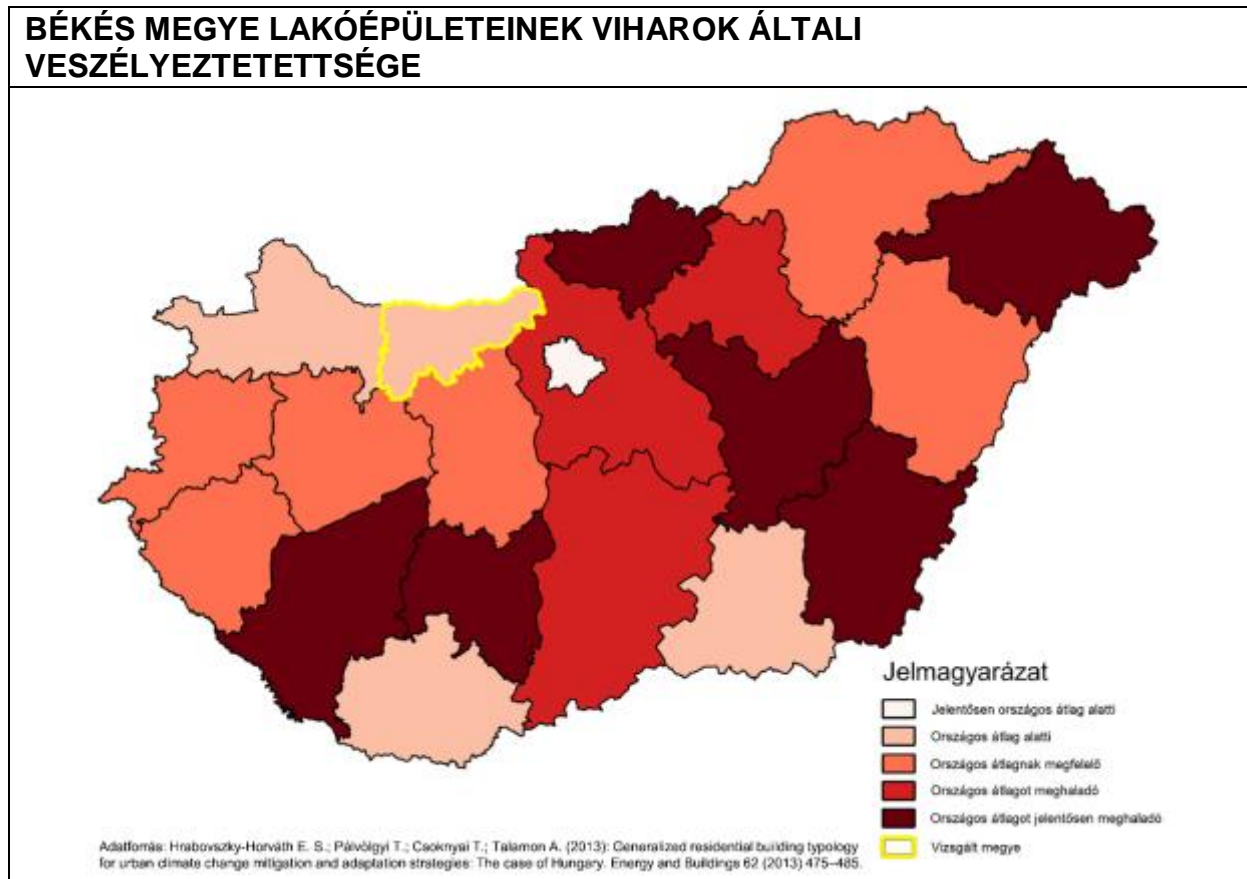 BÉKÉS MEGYE LAKÓÉPÜLETEINEK VIHAROK ÁLTALI
VESZÉLYEZTETETTSÉGE
Jelmagyarázat
Jelentősen országos átlag alatti
Országos átlag alatti
Országos átlagnak megfelelő
Országos átlagot meghaladó
Országos átlagot jelentősen meghaladó
Vizsgált megye
Adatforrás: Hrabovszky-Horváth E. S.; Pálvölgyi T.; Csoknyai T.; Talamon A. (2013): Generalized residential building typology
for urban climate change mitigation and adaptation strategies: The case of Hungary. Energy and Buildings 62 (2013) 475–485.